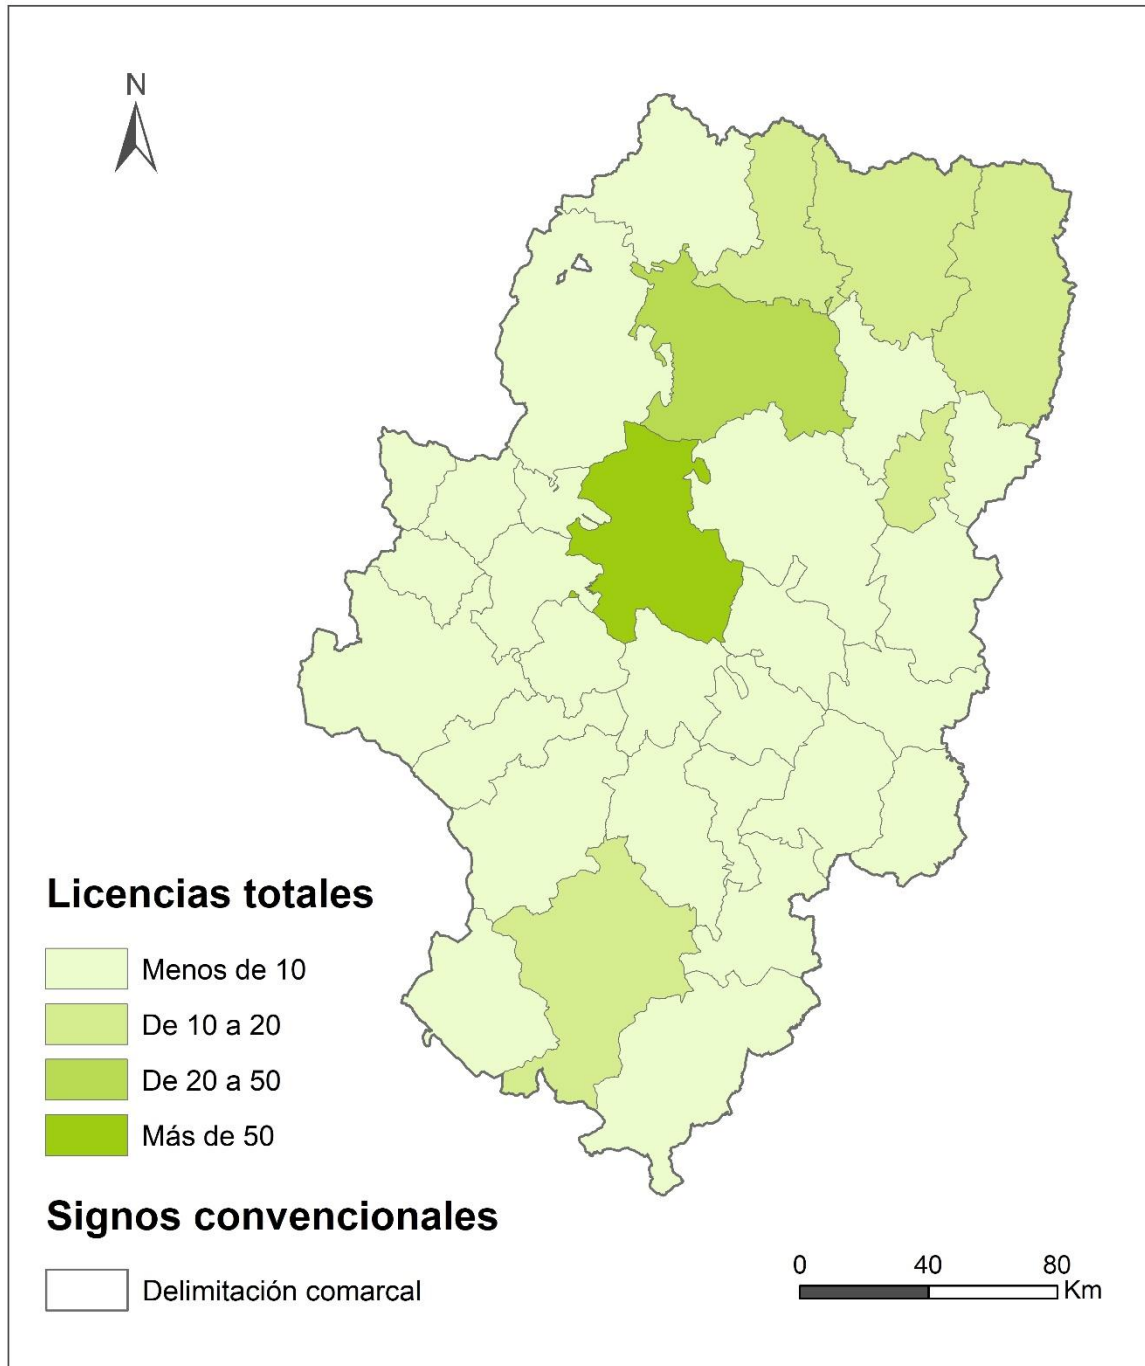 N
Licencias totales
Menos de 10
De 10 a 20
De 20 a 50
Más de 50
Signos convencionales
Delimitación comarcal
0 40 80
Km